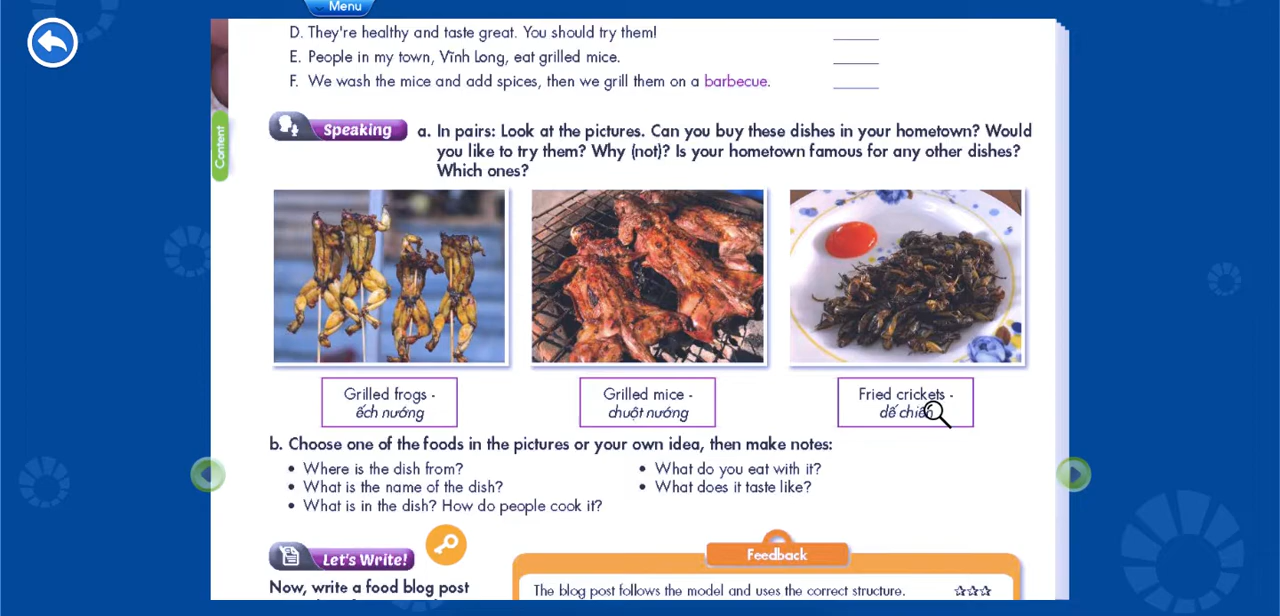 Menu
D. They're healthy and taste great. You should try them!
E. People in my town, Vĩnh Long, eat grilled mice.
F. We wash the mice and add spices, then we grill them on a barbecue.
Content
Speaking
a. In pairs: Look at the pictures. Can you buy these dishes in your hometown? Would
you like to try them? Why (not)? Is your hometown famous for any other dishes?
Which ones?
Grilled frogs -
ếch nướng
Grilled mice -
chuột nướng
Fried crickets -
dế chiên
b. Choose one of the foods in the pictures or your own idea, then make notes:
• Where is the dish from?
• What is the name of the dish?
• What is in the dish? How do people cook it?
• What do you eat with it?
• What does it taste like?
Let's Write!
Now, write a food blog post
Feedback
The blog post follows the model and uses the correct structure.